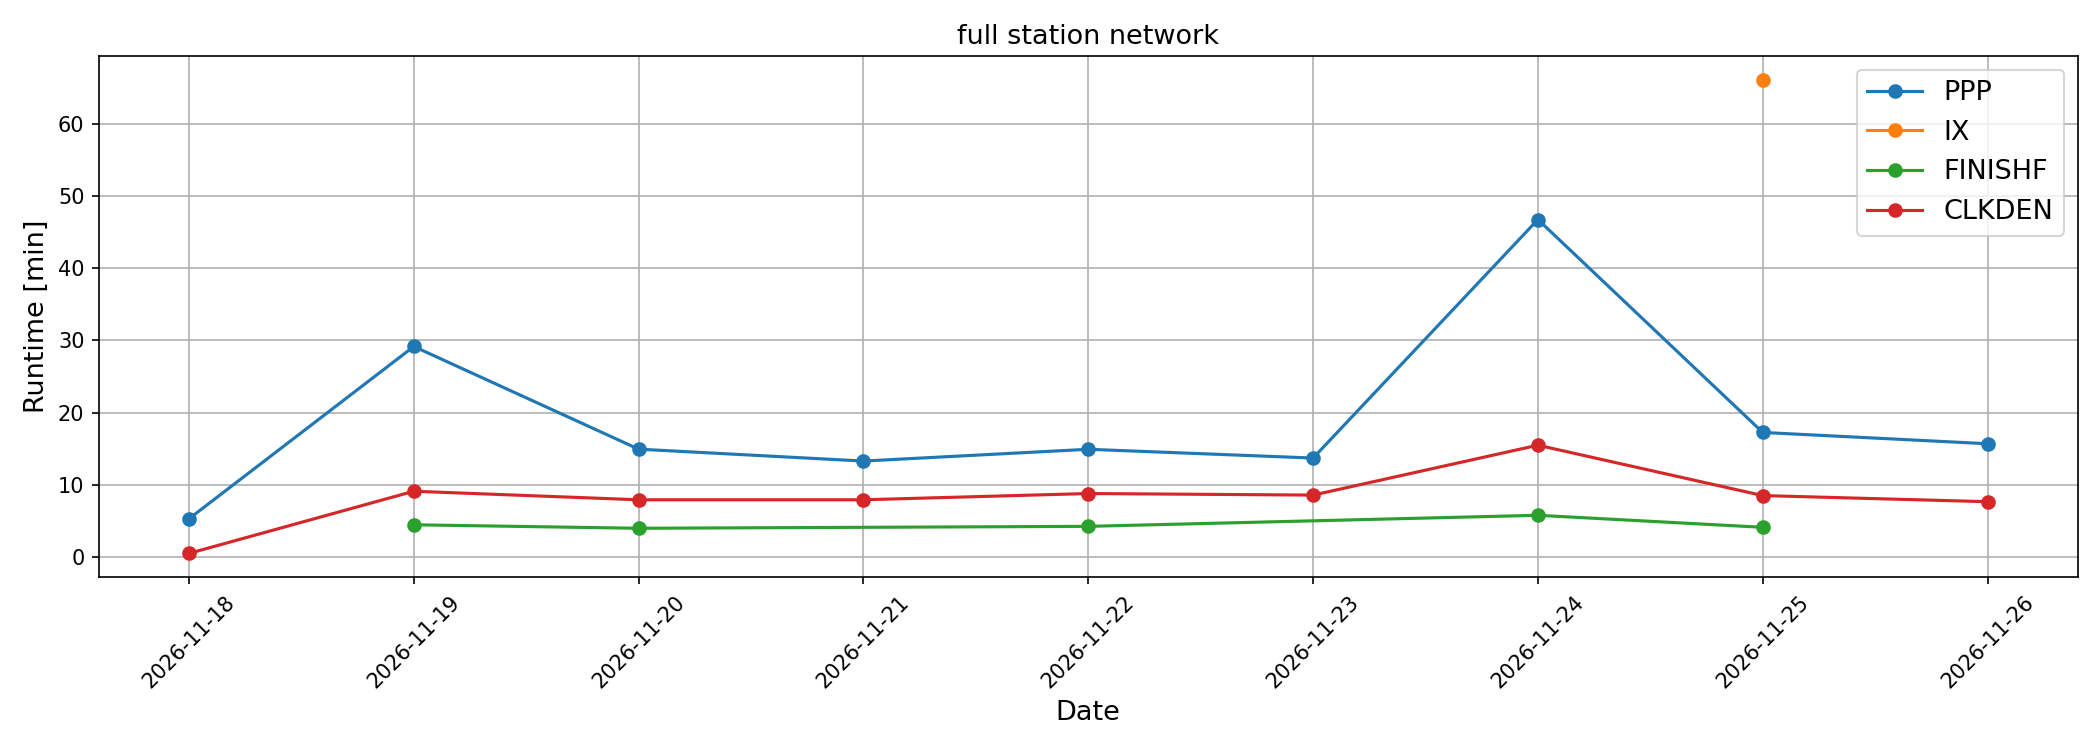 full station network
Runtime [min]
60
50
40
30
20
10
0
PPP
IX
FINISHF
CLKDEN
2026-11-18
2026-11-19
2026-11-20
2026-11-21
2026-11-22
2026-11-23
2026-11-24
2026-11-25
2026-11-26
Date